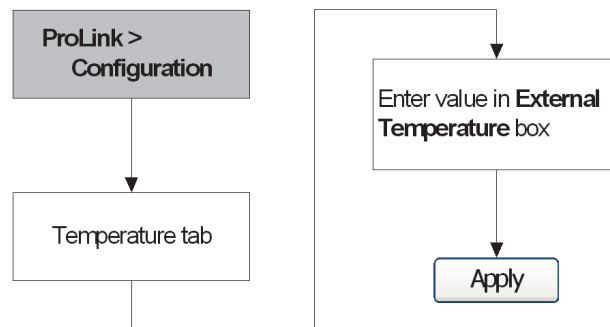 ProLink >
Configuration
Temperature tab
Enter value in External
Temperature box
Apply